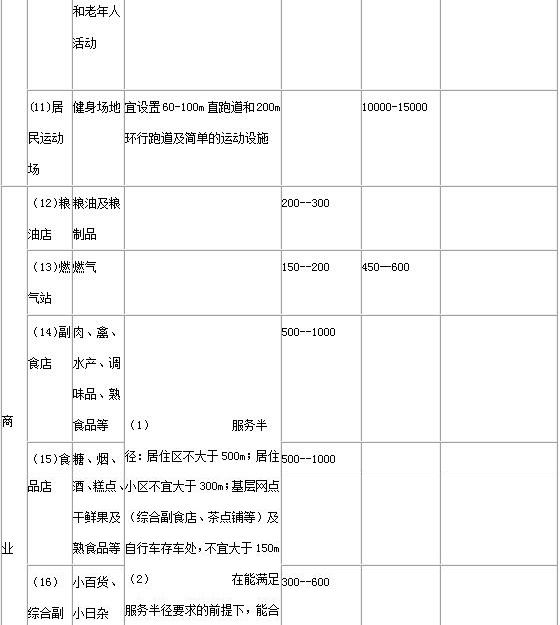 和老年人
活动
(11)居
民运动
场
健身场地
宜设置60-100m直跑道和200m
环行跑道及简单的运动设施
10000-15000
商
业
(12)粮
油店
粮油及粮
制品
200--300
(13)燃
气站
燃气
150--200
450—600
(14)副
食店
肉、禽、
水产、调
味品、熟
食品等
500--1000
(15)食
品店
糖、烟、
酒、糕点、
干鲜果及
熟食品等
(1) 服务半
径：居住区不大于500m；居住
小区不宜大于300m；基层网点
（综合副食店、茶点铺等）及
自行车存车处，不宜大于150m
(2) 在能满足
服务半径要求的前提下，能合
500--1000
(16)
综合副
小百货、
小日杂
300--600